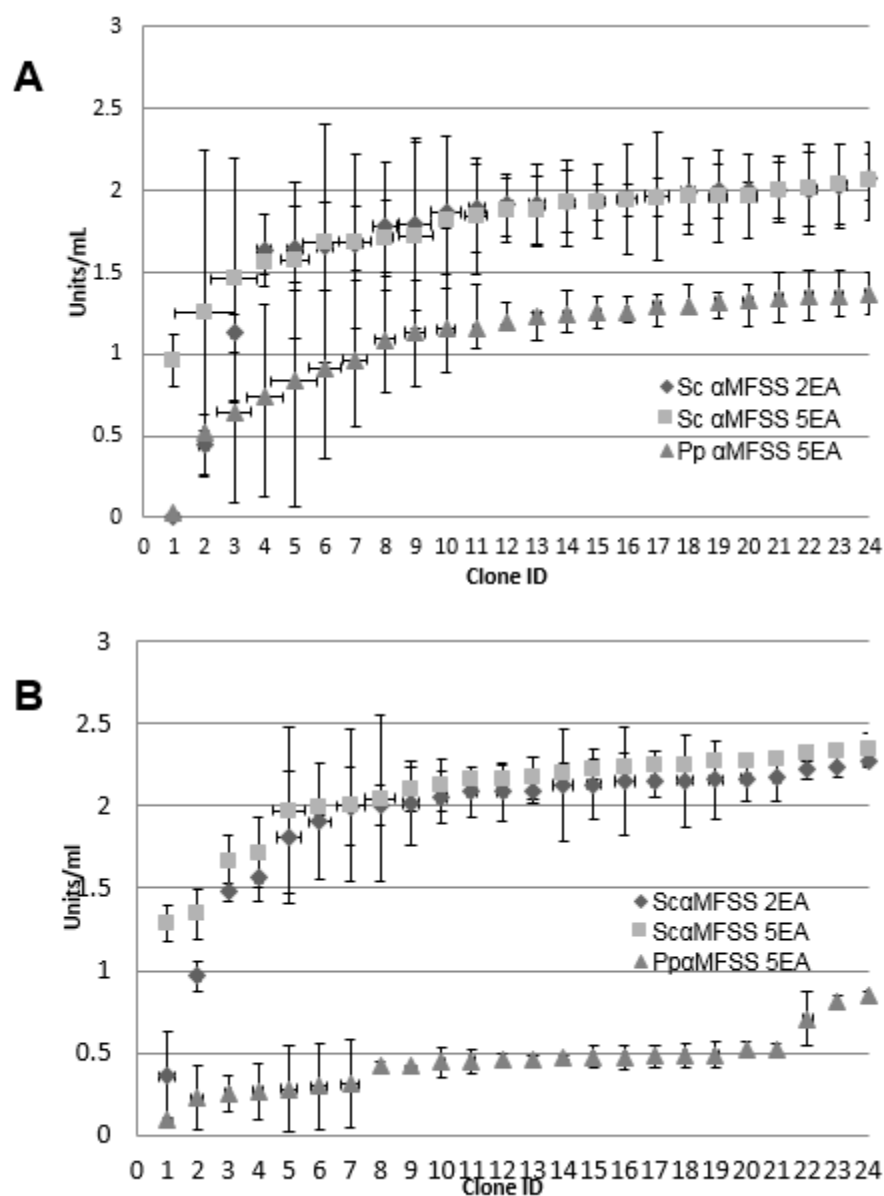 A
3
2.5
2
1.5
1
0.5
0
Units/mL
Sc αMFSS 2EA
Sc αMFSS 5EA
Pp αMFSS 5EA
0 1 2 3 4 5 6 7 8 9 10 11 12 13 14 15 16 17 18 19 20 21 22 23 24
Clone ID
B
3
2.5
2
1.5
1
0.5
0
Units/ml
ScαMFSS 2EA
ScαMFSS 5EA
PpαMFSS 5EA
0 1 2 3 4 5 6 7 8 9 10 11 12 13 14 15 16 17 18 19 20 21 22 23 24
Clone ID